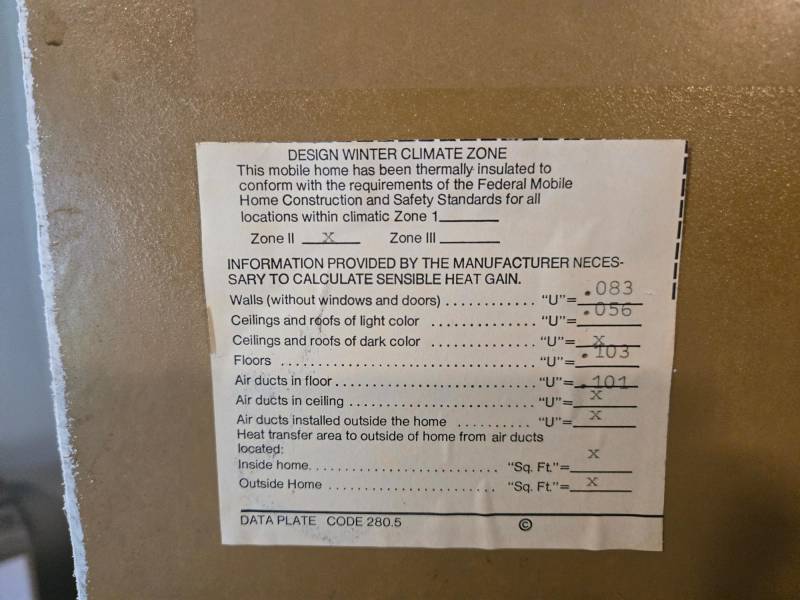 DESIGN WINTER CLIMATE ZONE
This mobile home has been thermally insulated to
conform with the requirements of the Federal Mobile
Home Construction and Safety Standards for all
locations within climatic Zone 1_______
Zone II __X__ Zone III _______
INFORMATION PROVIDED BY THE MANUFACTURER NECES-
SARY TO CALCULATE SENSIBLE HEAT GAIN.
Walls (without windows and doors) ............ "U"= .083
Ceilings and roofs of light color .............. "U"= .056
Ceilings and roofs of dark color ............... "U"= X
Floors .................................. "U"= .103
Air ducts in floor .......................... "U"= .101
Air ducts in ceiling ......................... "U"= X
Air ducts installed outside the home .......... "U"= X
Heat transfer area to outside of home from air ducts
located:
Inside home. .......................... "Sq. Ft."= X
Outside Home ........................ "Sq. Ft."= X
DATA PLATE CODE 280.5 ©